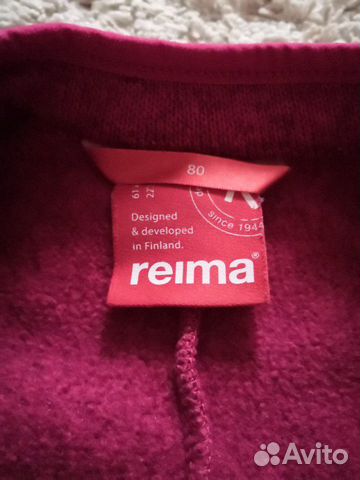 80
since 1944
Designed
& developed
in Finland.
reima®
Avito